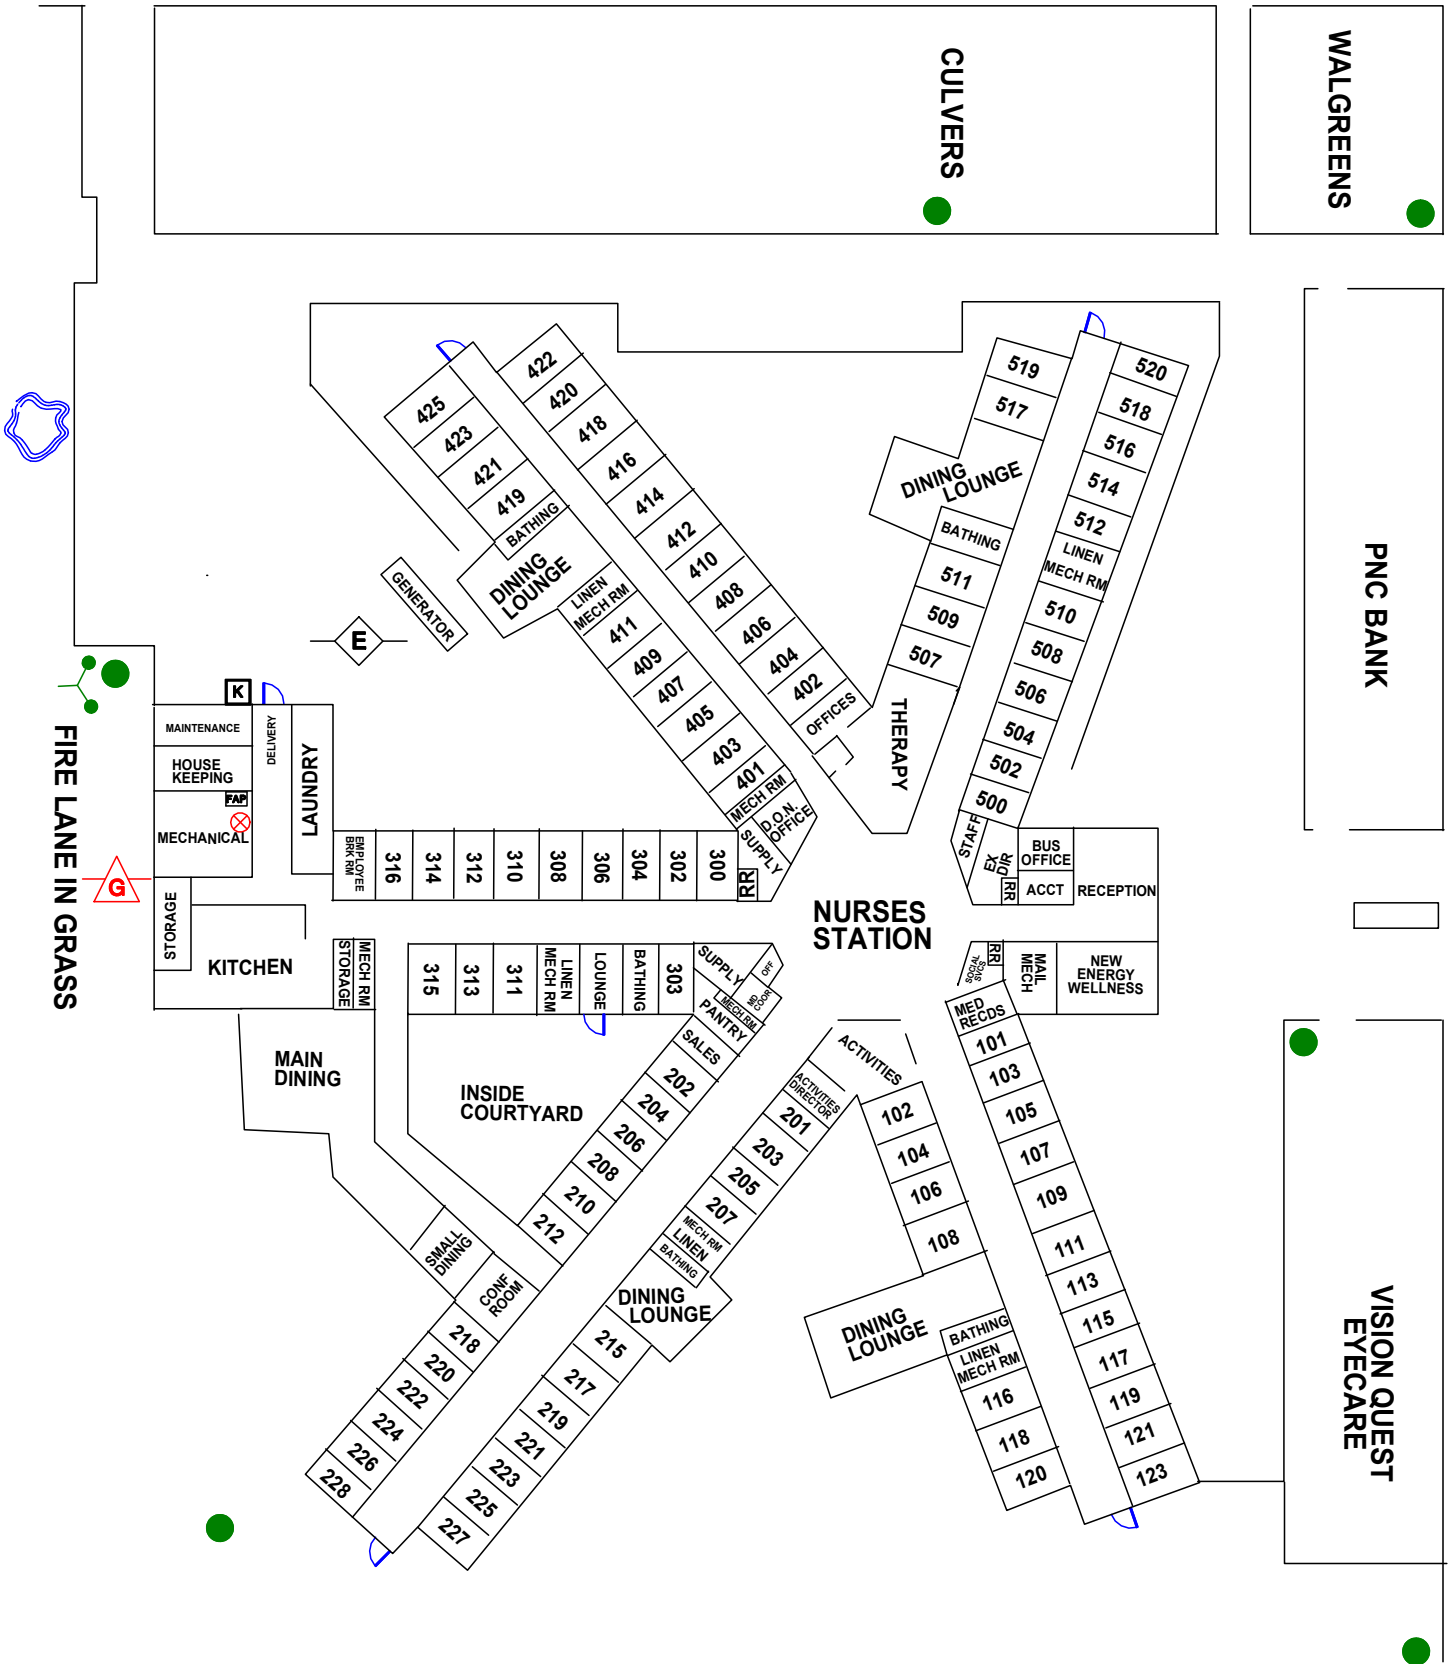 CULVERS
WALGREENS
PNC BANK
VISION QUEST
EYECARE
FIRE LANE IN GRASS
422
420
418
416
414
412
410
408
406
404
402
OFFICES
425
423
421
419
BATHING
DINING
LOUNGE
LINEN
MECH RM
411
409
407
405
403
401
MECH RM
D.O.N.
OFFICE
SUPPLY
RR
GENERATOR
E
519
517
DINING
LOUNGE
BATHING
511
509
507
THERAPY
520
518
516
514
512
LINEN
MECH RM
510
508
506
504
502
500
STAFF
EX
DIR
RR
BUS
OFFICE
ACCT
RECEPTION
K
MAINTENANCE
HOUSE
KEEPING
FAP
MECHANICAL
DELIVERY
LAUNDRY
G
STORAGE
KITCHEN
EMPLOYEE
BRK RM
316
314
312
310
308
306
304
302
300
NURSES
STATION
MECH RM
STORAGE
315
313
311
LINEN
MECH RM
LOUNGE
BATHING
303
SUPPLY
OFF
MD
COOR
MECH RM
PANTRY
SALES
202
204
206
208
210
212
MAIN
DINING
INSIDE
COURTYARD
SMALL
DINING
CONF
ROOM
218
220
222
224
226
228
ACTIVITIES
ACTIVITIES
DIRECTOR
201
203
205
207
MECH RM
LINEN
BATHING
DINING
LOUNGE
215
217
219
221
223
225
227
SOCIAL
SVCS
RR
MAIL
MECH
NEW
ENERGY
WELLNESS
MED
RECDS
101
103
105
107
109
111
113
115
117
119
121
123
102
104
106
108
DINING
LOUNGE
BATHING
LINEN
MECH RM
116
118
120